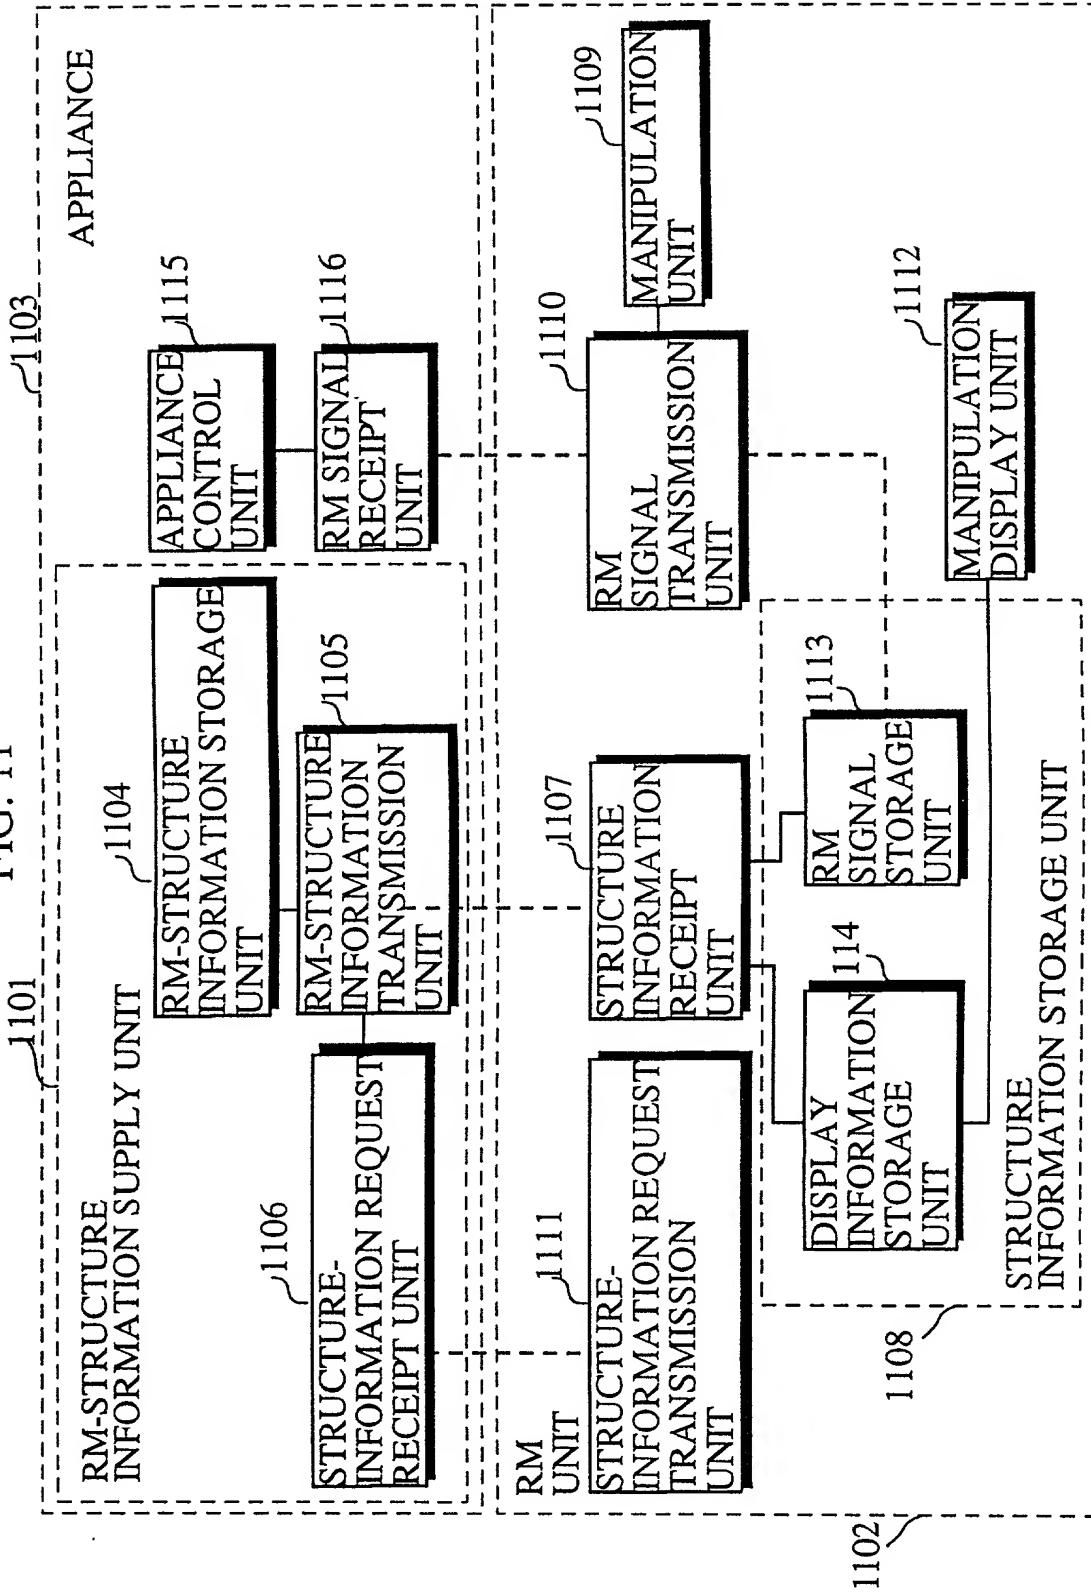 FIG. 11
1101
1103
RM-STRUCTURE
INFORMATION SUPPLY UNIT
APPLIANCE
1104
RM-STRUCTURE
INFORMATION STORAGE
UNIT
1115
APPLIANCE
CONTROL
UNIT
1106
STRUCTURE-
INFORMATION REQUEST
RECEIPT UNIT
1105
RM-STRUCTURE
INFORMATION
TRANSMISSION
UNIT
1116
RM SIGNAL
RECEIPT
UNIT
RM
UNIT
1111
STRUCTURE-
INFORMATION REQUEST
TRANSMISSION
UNIT
1107
STRUCTURE
INFORMATION
RECEIPT
UNIT
1110
RM
SIGNAL
TRANSMISSION
UNIT
1109
MANIPULATION
UNIT
114
DISPLAY
INFORMATION
STORAGE
UNIT
1113
RM
SIGNAL
STORAGE
UNIT
1112
MANIPULATION
DISPLAY UNIT
STRUCTURE
INFORMATION STORAGE UNIT
1108
1102